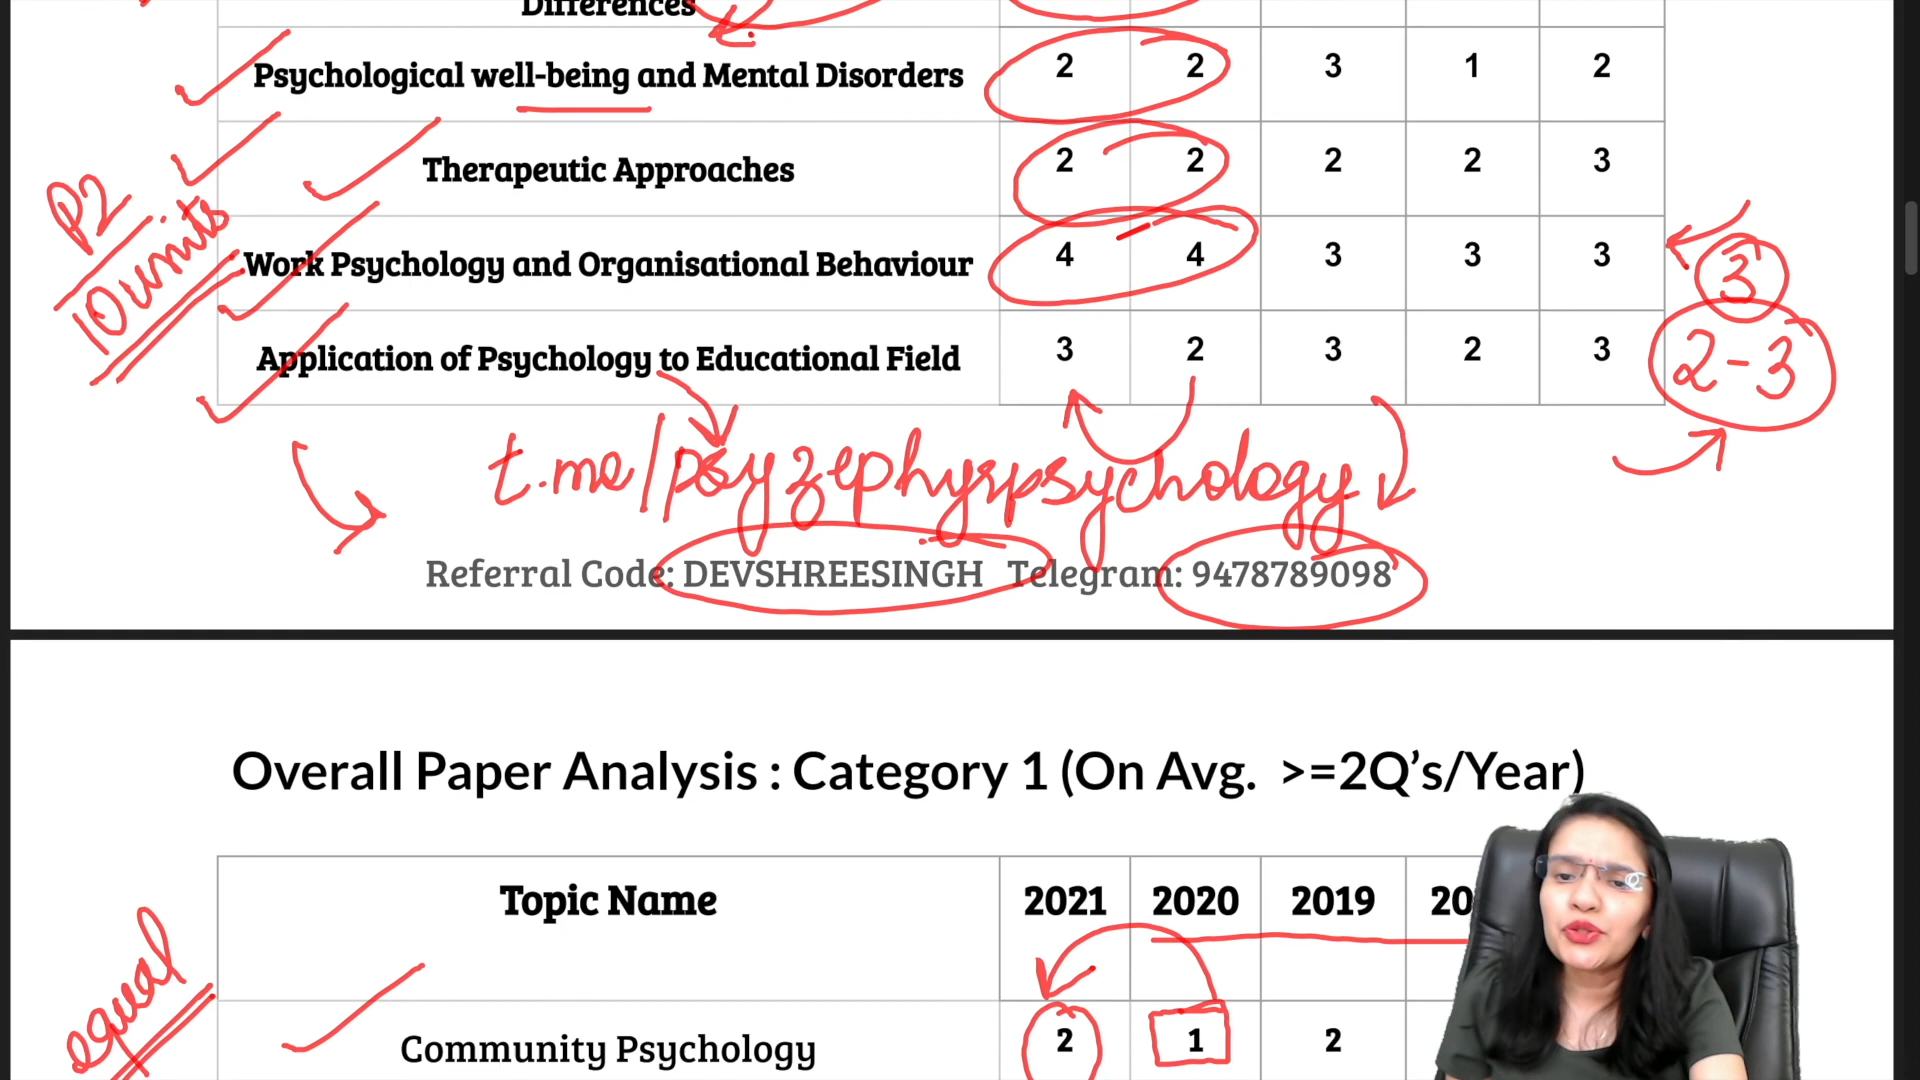 Differences
Psychological well-being and Mental Disorders 2 2 3 1 2
Therapeutic Approaches 2 2 2 2 3
P2
10 units
Work Psychology and Organisational Behaviour 4 4 3 3 3
3
Application of Psychology to Educational Field 3 2 3 2 3
2-3
t.me/psyzephyrpsychology
Referral Code: DEVSHREESINGH Telegram: 9478789098
Overall Paper Analysis : Category 1 (On Avg. >=2Q's/Year)
Topic Name 2021 2020 2019 20
equal
Community Psychology 2 1 2